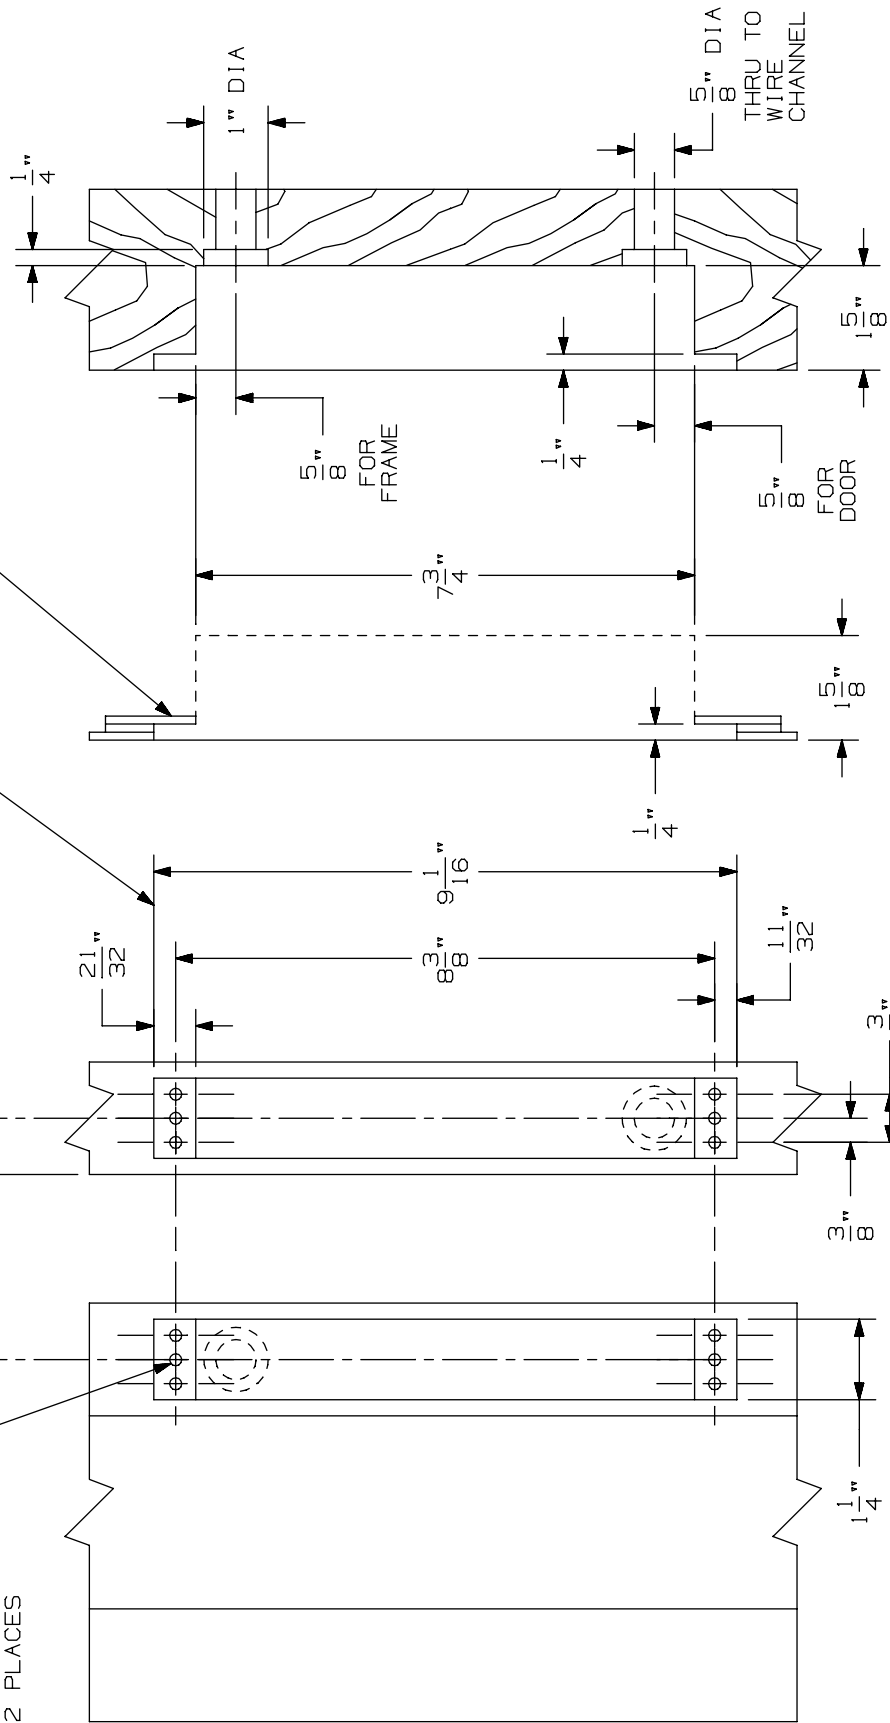 2 PLACES
1/4"
1" DIA
5/8" DIA
THRU TO
WIRE
CHANNEL
5/8"
FOR
FRAME
1/4"
5/8"
FOR
DOOR
1 5/8"
7 3/4"
1/4"
1 5/8"
21/32"
9 1/16"
8 3/8"
11/32"
3/8"
3"
1 1/4"